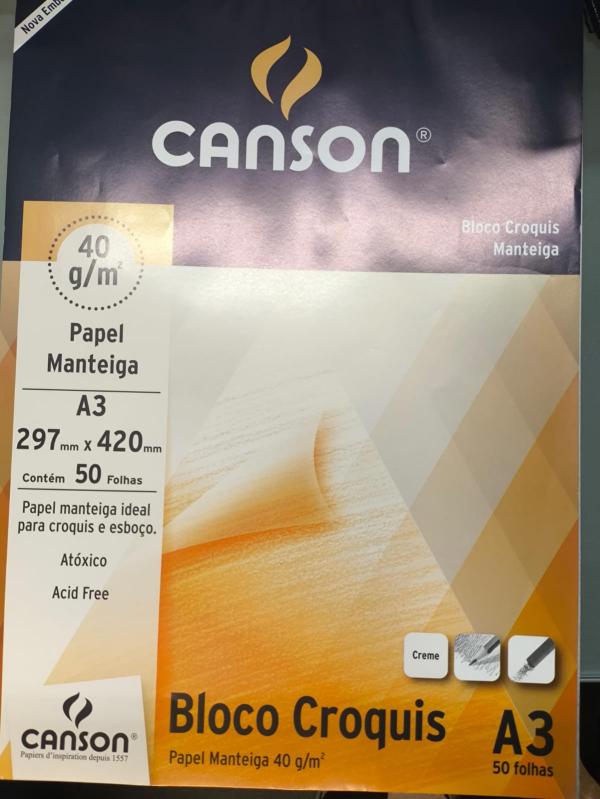 Nova Emb
CANSON®
Bloco Croquis
Manteiga
40
g/m²
Papel
Manteiga
A3
297mm x 420mm
Contém 50 Folhas
Papel manteiga ideal
para croquis e esboço.
Atóxico
Acid Free
Creme
CANSON®
Papiers d'inspiration depuis 1557
Bloco Croquis
Papel Manteiga 40 g/m²
A3
50 folhas